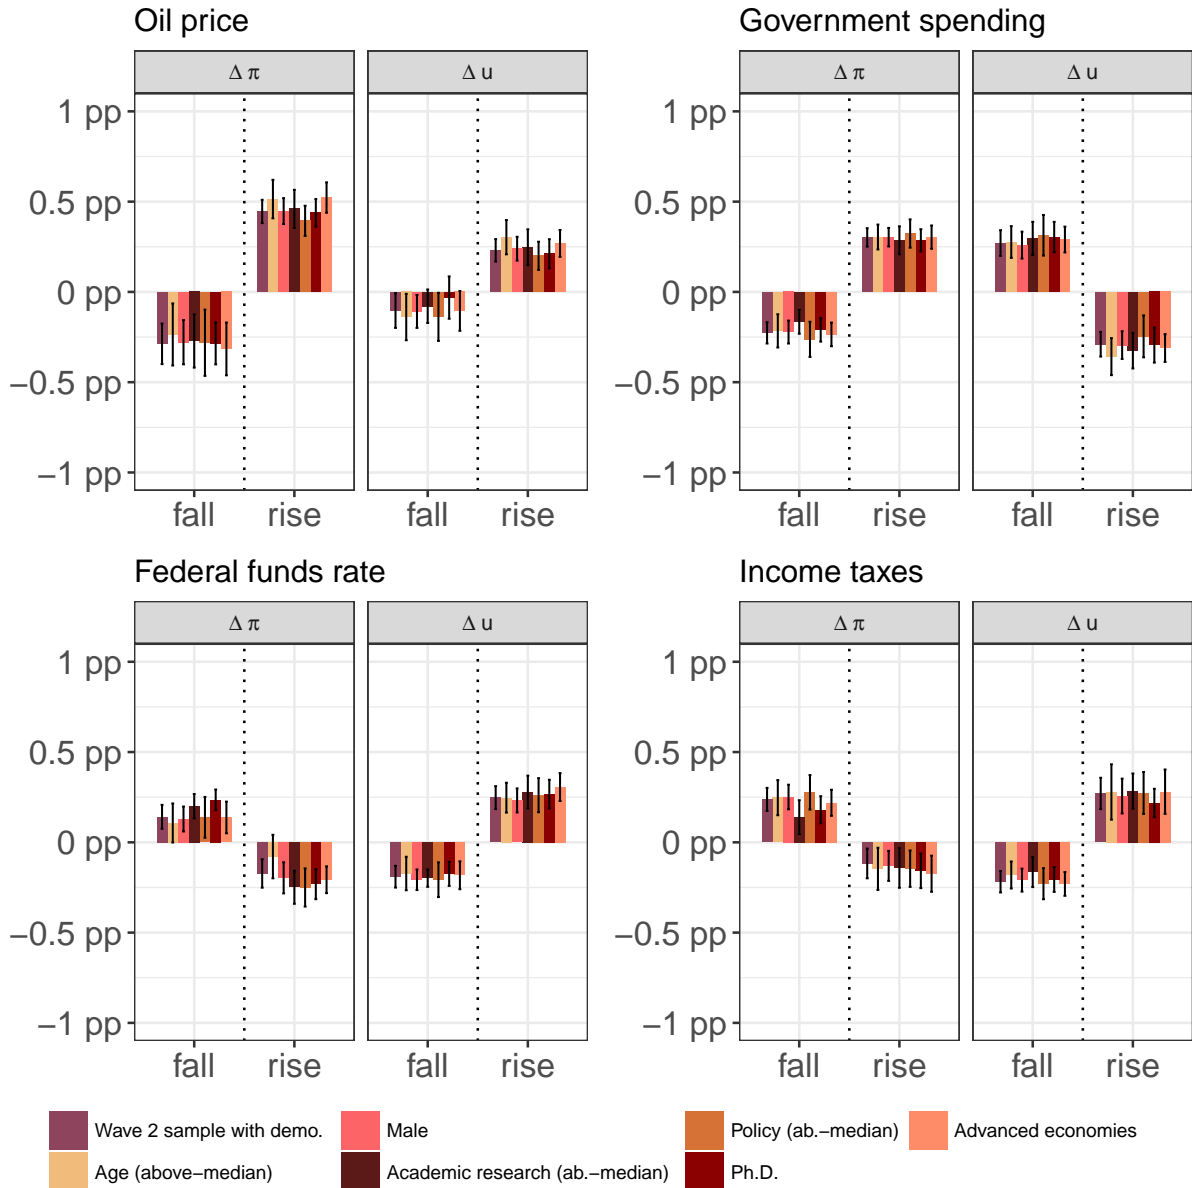 Oil price
Government spending
Δ π
Δ u
Δ π
Δ u
1 pp
0.5 pp
0 pp
−0.5 pp
−1 pp
1 pp
0.5 pp
0 pp
−0.5 pp
−1 pp
fall
rise
fall
rise
fall
rise
fall
rise
Federal funds rate
Income taxes
Δ π
Δ u
Δ π
Δ u
1 pp
0.5 pp
0 pp
−0.5 pp
−1 pp
1 pp
0.5 pp
0 pp
−0.5 pp
−1 pp
fall
rise
fall
rise
fall
rise
fall
rise
Wave 2 sample with demo.
Male
Policy (ab.−median)
Advanced economies
Age (above−median)
Academic research (ab.−median)
Ph.D.